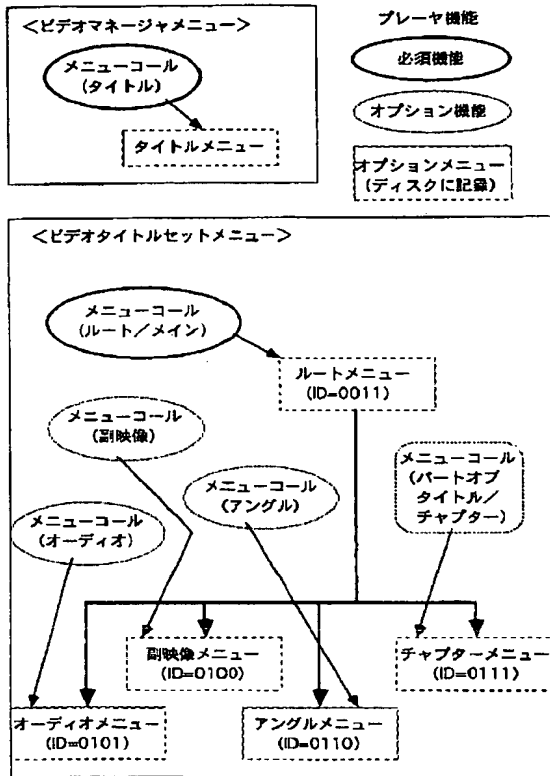 ＜ビデオマネージャメニュー＞
メニューコール
(タイトル)
タイトルメニュー
プレーヤ機能
必須機能
オプション機能
オプションメニュー
(ディスクに記録)
＜ビデオタイトルセットメニュー＞
メニューコール
(ルート／メイン)
ルートメニュー
(ID=0011)
メニューコール
(副映像)
メニューコール
(アングル)
メニューコール
(パートオブ
タイトル／
チャプター)
メニューコール
(オーディオ)
副映像メニュー
(ID=0100)
チャプターメニュー
(ID=0111)
オーディオメニュー
(ID=0101)
アングルメニュー
(ID=0110)